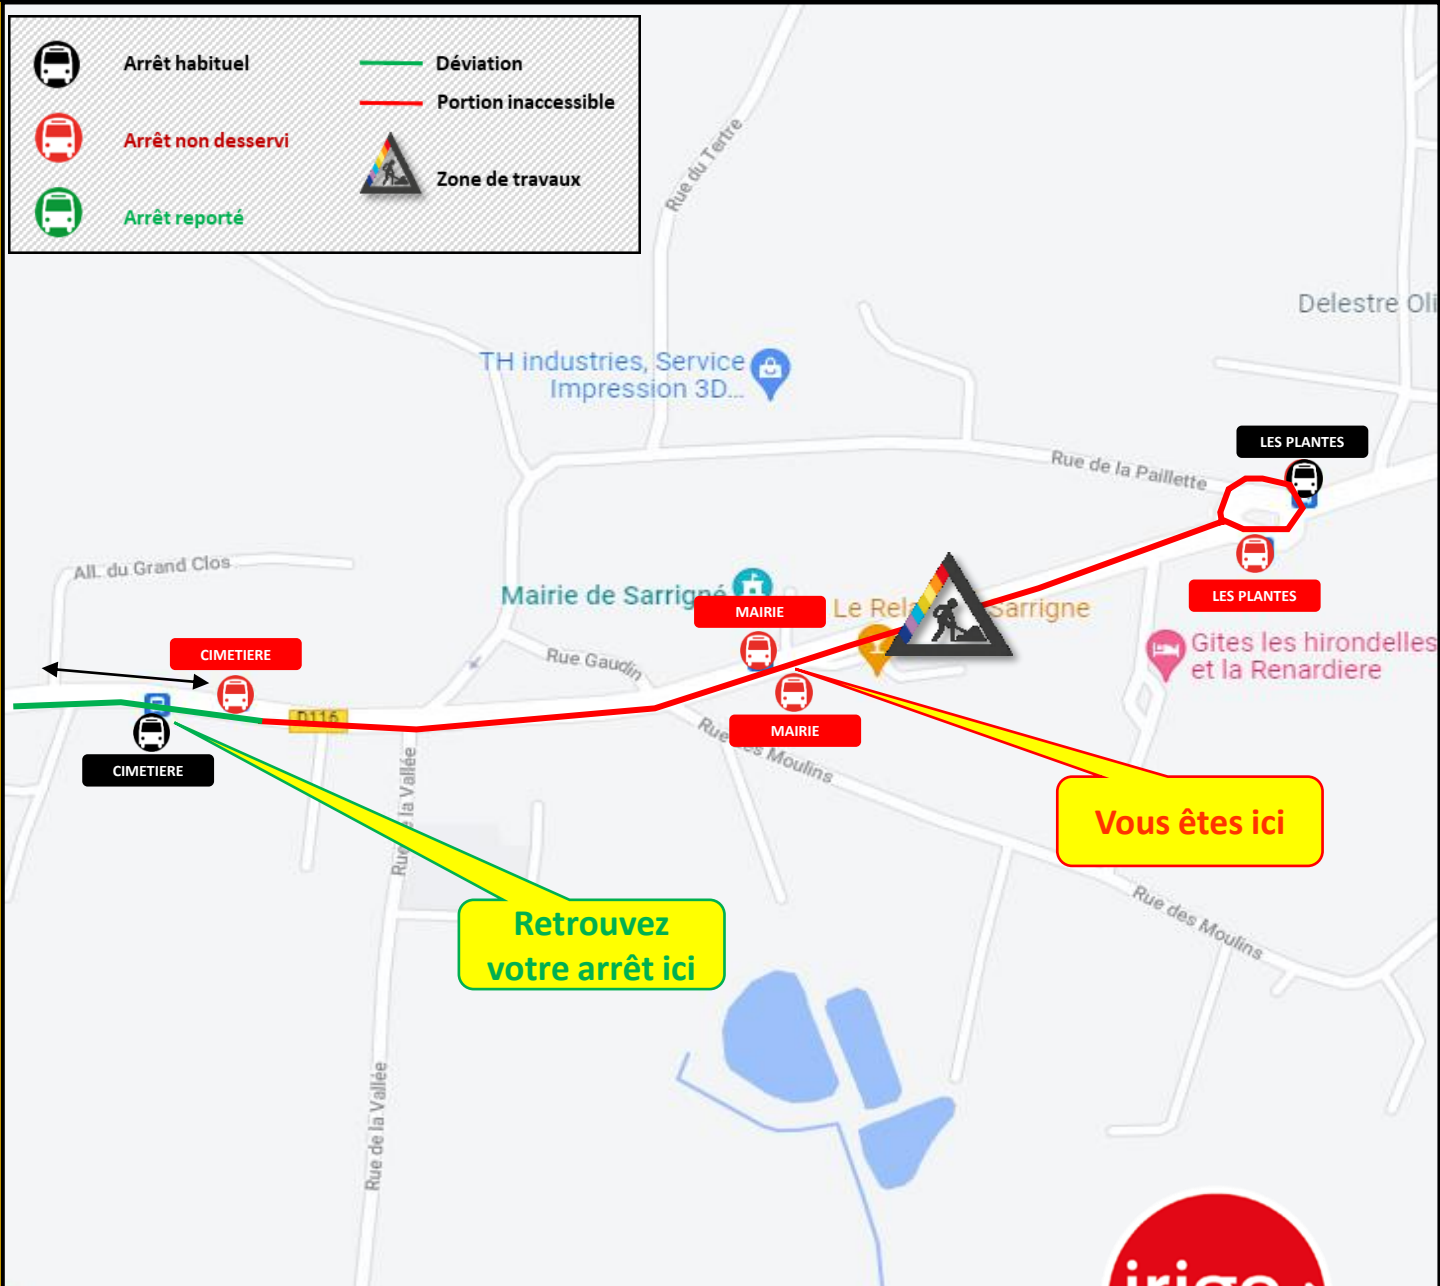 Arrêt habituel
Déviation
Portion inaccessible
Arrêt non desservi
Zone de travaux
Arrêt reporté
Rue du Tertre
Delestre Oli
TH industries, Service
Impression 3D...
LES PLANTES
Rue de la Paillette
All. du Grand Clos
Mairie de Sarrigné
LES PLANTES
MAIRIE
Le Rela
Sarrigne
Gites les hirondelles
et la Renardiere
CIMETIERE
Rue Gaudin
D116
MAIRIE
Rue des Moulins
CIMETIERE
Rue de la Vallée
Vous êtes ici
Retrouvez
votre arrêt ici
Rue des Moulins
Rue de la Vallée
irigo